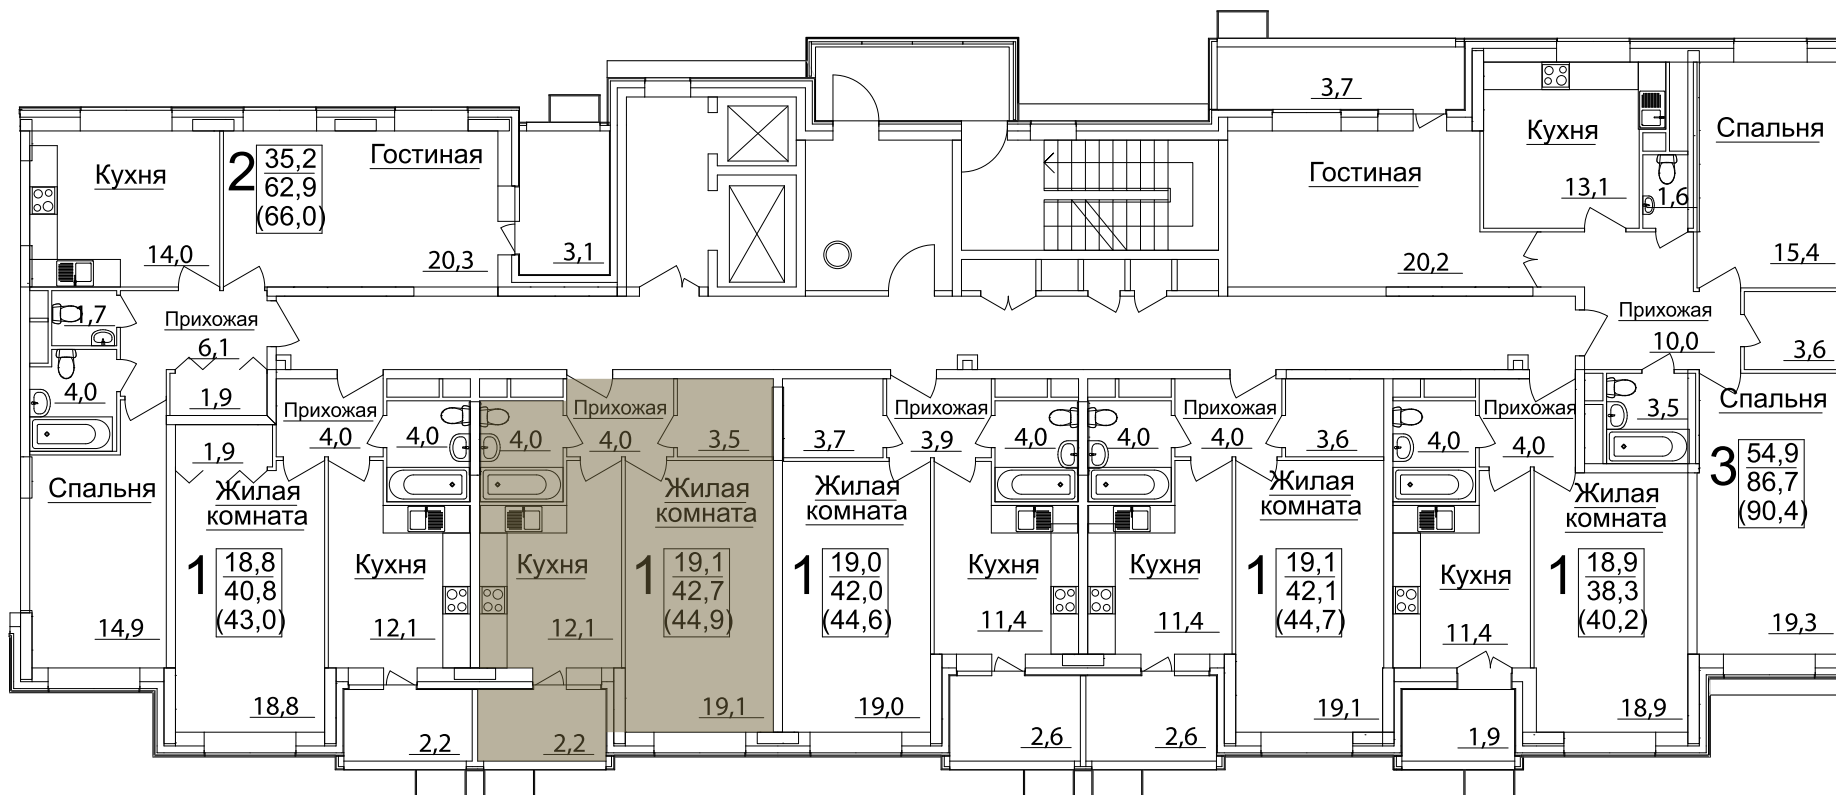 3,7
Кухня
13,1
1,6
Спальня
15,4
Кухня
14,0
2
35,2
62,9
(66,0)
Гостиная
20,3
3,1
Гостиная
20,2
1,7
Прихожая
6,1
1,9
4,0
Прихожая
10,0
3,6
Спальня
14,9
1,9
Прихожая
4,0
4,0
Жилая
комната
1
18,8
40,8
(43,0)
18,8
Кухня
12,1
2,2
4,0
Прихожая
4,0
3,5
Кухня
12,1
Жилая
комната
1
19,1
42,7
(44,9)
19,1
2,2
3,7
Прихожая
3,9
4,0
Жилая
комната
1
19,0
42,0
(44,6)
19,0
Кухня
11,4
2,6
4,0
Прихожая
4,0
3,6
Кухня
11,4
Жилая
комната
1
19,1
42,1
(44,7)
19,1
2,6
4,0
Прихожая
4,0
Кухня
11,4
Жилая
комната
1
18,9
38,3
(40,2)
18,9
1,9
3,5
Спальня
3
54,9
86,7
(90,4)
19,3